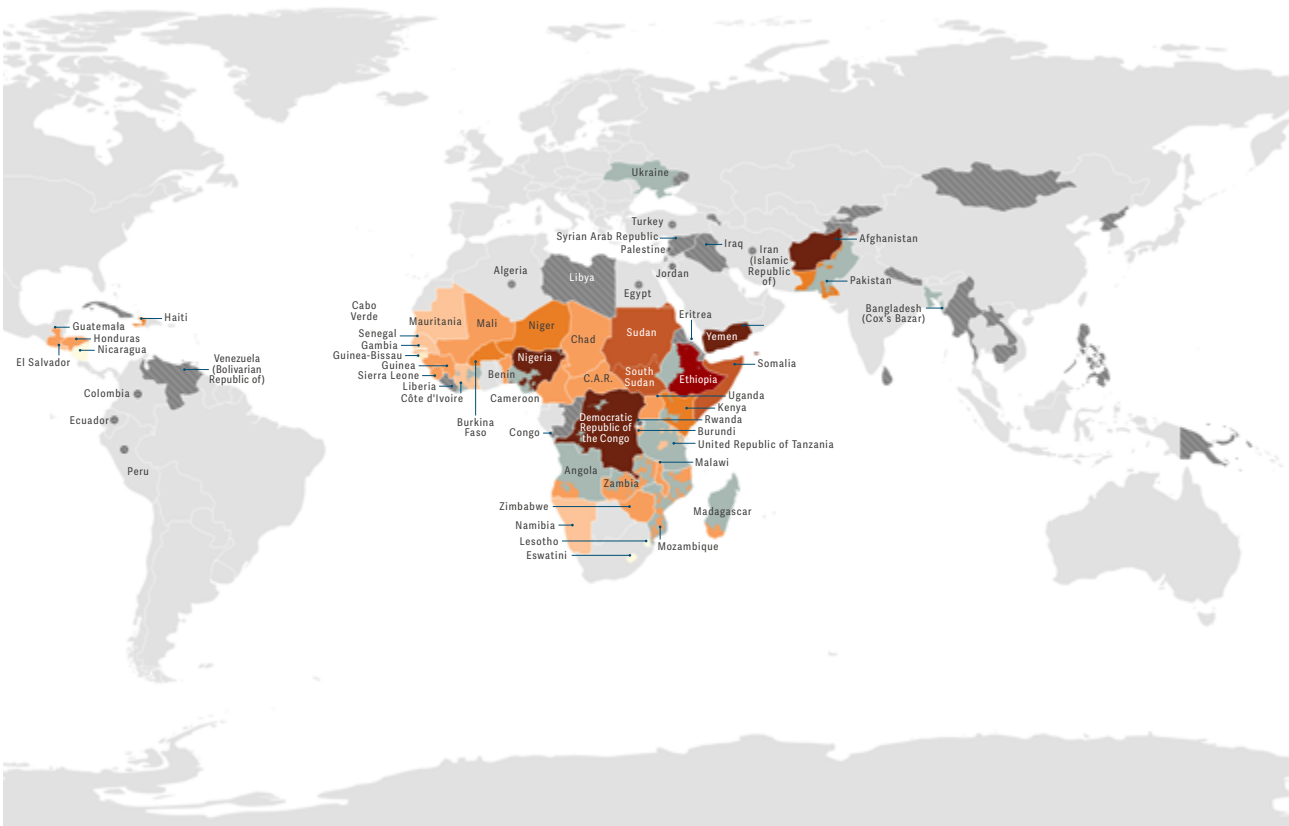 Ukraine
Turkey
Syrian Arab Republic
Palestine
Iraq
Afghanistan
Iran
(Islamic
Republic
of)
Jordan
Pakistan
Algeria
Libya
Egypt
Bangladesh
(Cox's Bazar)
Cabo
Verde
Haiti
Guatemala
Honduras
Nicaragua
El Salvador
Venezuela
(Bolivarian
Republic of)
Colombia
Ecuador
Peru
Mauritania
Mali
Niger
Chad
Sudan
Eritrea
Yemen
Senegal
Gambia
Guinea-Bissau
Guinea
Sierra Leone
Liberia
Côte d'Ivoire
Burkina
Faso
Benin
Nigeria
Cameroon
C.A.R.
South
Sudan
Ethiopia
Somalia
Uganda
Kenya
Rwanda
Burundi
United Republic of Tanzania
Democratic
Republic of
the Congo
Congo
Angola
Zambia
Malawi
Zimbabwe
Namibia
Lesotho
Eswatini
Mozambique
Madagascar